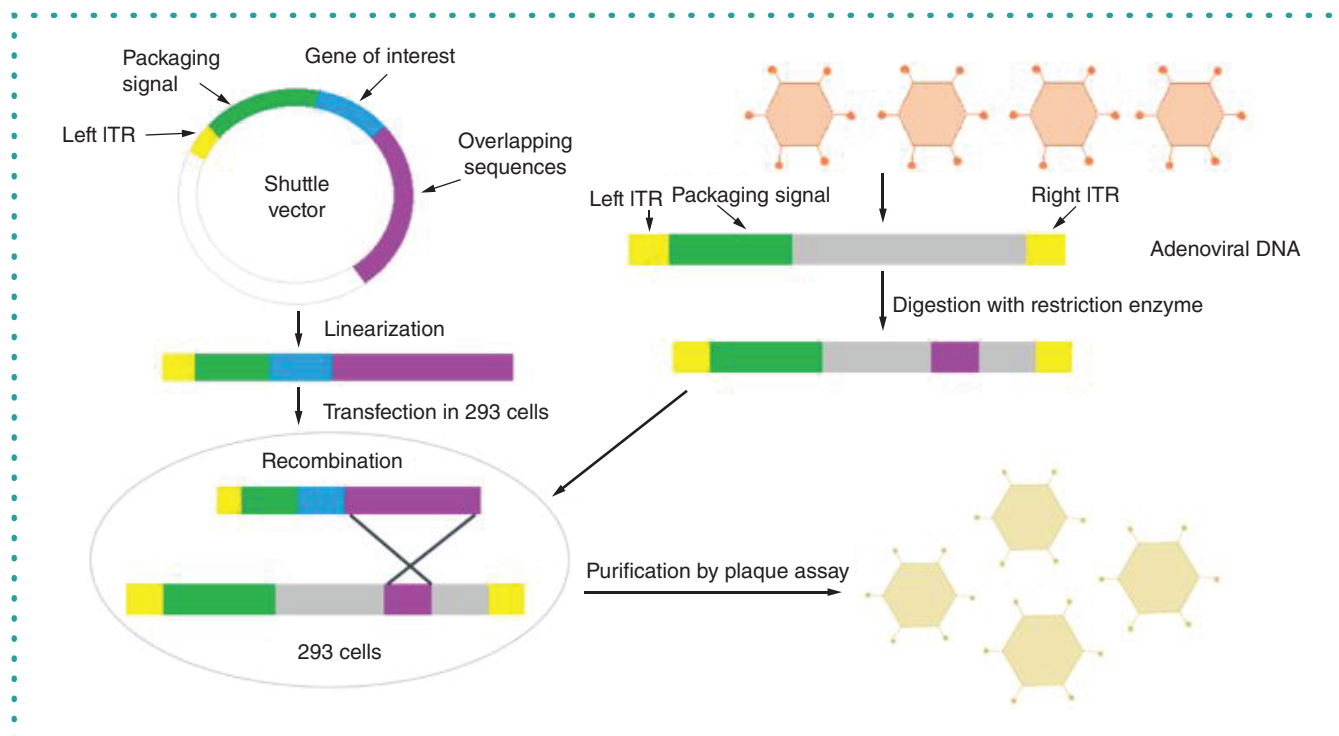 Packaging
signal
Gene of interest
Left ITR
Overlapping
sequences
Shuttle
vector
Linearization
Transfection in 293 cells
Recombination
293 cells
Left ITR
Packaging signal
Right ITR
Adenoviral DNA
Digestion with restriction enzyme
Purification by plaque assay